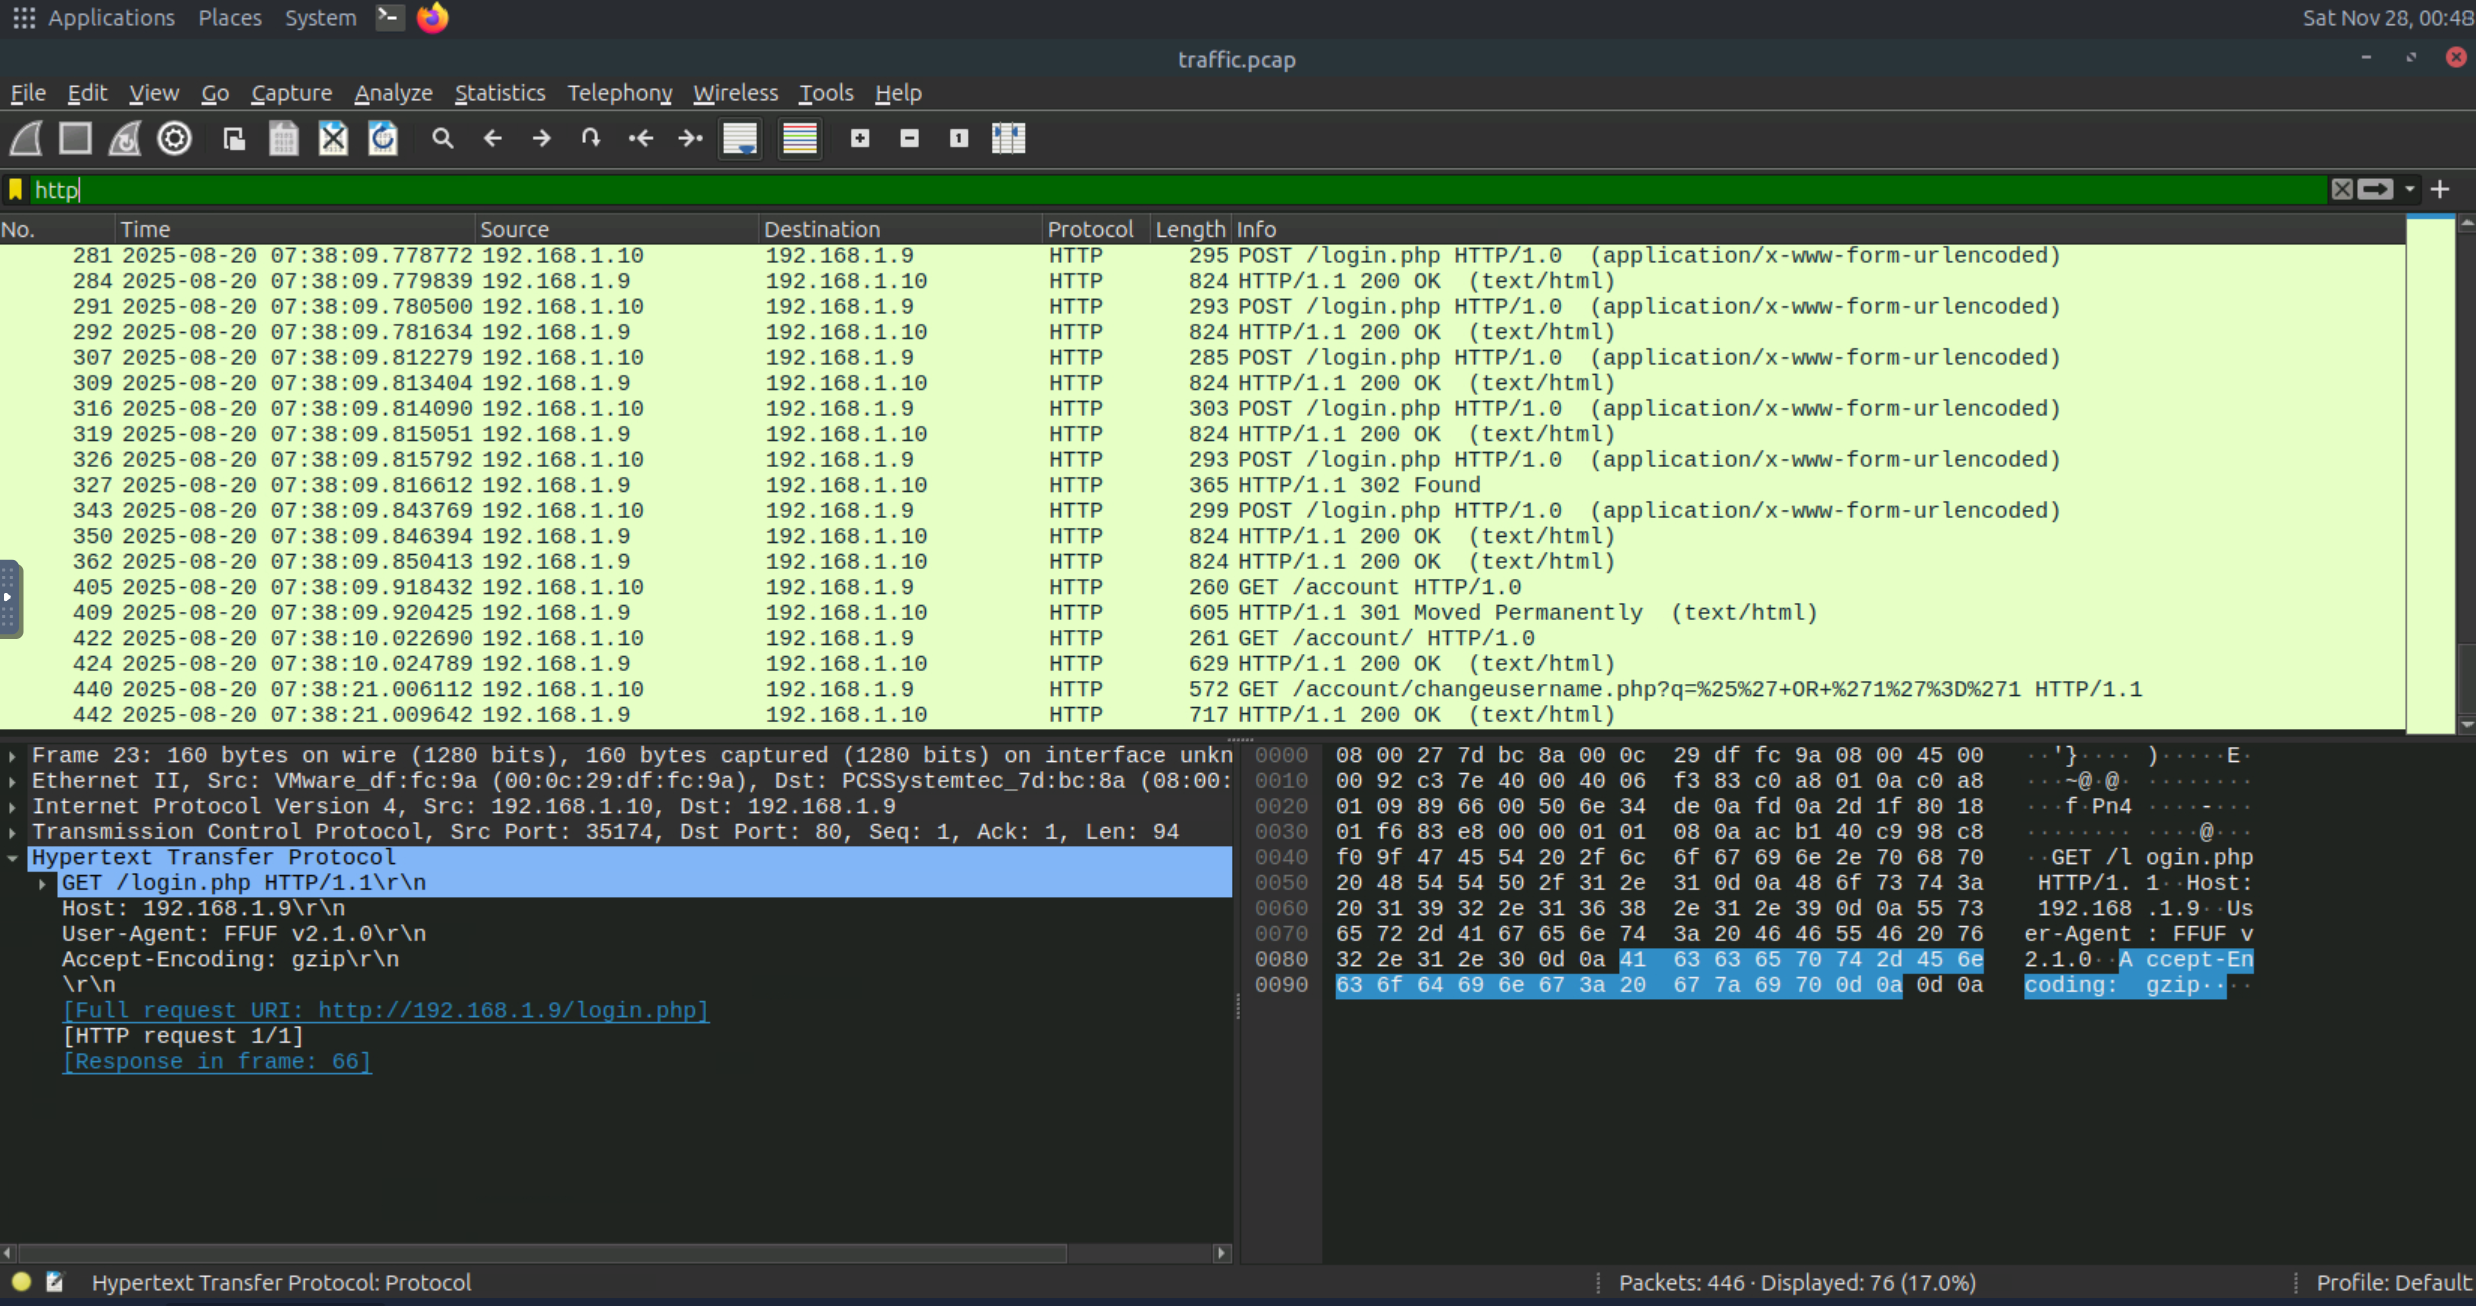 Applications Places System Sat Nov 28, 00:48
traffic.pcap
File Edit View Go Capture Analyze Statistics Telephony Wireless Tools Help
http
No. Time Source Destination Protocol Length Info
281 2025-08-20 07:38:09.778772 192.168.1.10 192.168.1.9 HTTP 295 POST /login.php HTTP/1.0 (application/x-www-form-urlencoded)
284 2025-08-20 07:38:09.779839 192.168.1.9 192.168.1.10 HTTP 824 HTTP/1.1 200 OK (text/html)
291 2025-08-20 07:38:09.780500 192.168.1.10 192.168.1.9 HTTP 293 POST /login.php HTTP/1.0 (application/x-www-form-urlencoded)
292 2025-08-20 07:38:09.781634 192.168.1.9 192.168.1.10 HTTP 824 HTTP/1.1 200 OK (text/html)
307 2025-08-20 07:38:09.812279 192.168.1.10 192.168.1.9 HTTP 285 POST /login.php HTTP/1.0 (application/x-www-form-urlencoded)
309 2025-08-20 07:38:09.813404 192.168.1.9 192.168.1.10 HTTP 824 HTTP/1.1 200 OK (text/html)
316 2025-08-20 07:38:09.814090 192.168.1.10 192.168.1.9 HTTP 303 POST /login.php HTTP/1.0 (application/x-www-form-urlencoded)
319 2025-08-20 07:38:09.815051 192.168.1.9 192.168.1.10 HTTP 824 HTTP/1.1 200 OK (text/html)
326 2025-08-20 07:38:09.815792 192.168.1.10 192.168.1.9 HTTP 293 POST /login.php HTTP/1.0 (application/x-www-form-urlencoded)
327 2025-08-20 07:38:09.816612 192.168.1.9 192.168.1.10 HTTP 365 HTTP/1.1 302 Found
343 2025-08-20 07:38:09.843769 192.168.1.10 192.168.1.9 HTTP 299 POST /login.php HTTP/1.0 (application/x-www-form-urlencoded)
350 2025-08-20 07:38:09.846394 192.168.1.9 192.168.1.10 HTTP 824 HTTP/1.1 200 OK (text/html)
362 2025-08-20 07:38:09.850413 192.168.1.9 192.168.1.10 HTTP 824 HTTP/1.1 200 OK (text/html)
405 2025-08-20 07:38:09.918432 192.168.1.10 192.168.1.9 HTTP 260 GET /account HTTP/1.0
409 2025-08-20 07:38:09.920425 192.168.1.9 192.168.1.10 HTTP 605 HTTP/1.1 301 Moved Permanently (text/html)
422 2025-08-20 07:38:10.022690 192.168.1.10 192.168.1.9 HTTP 261 GET /account/ HTTP/1.0
424 2025-08-20 07:38:10.024789 192.168.1.9 192.168.1.10 HTTP 629 HTTP/1.1 200 OK (text/html)
440 2025-08-20 07:38:21.006112 192.168.1.10 192.168.1.9 HTTP 572 GET /account/changeusername.php?q=%25%27+OR+%271%27%3D%271 HTTP/1.1
442 2025-08-20 07:38:21.009642 192.168.1.9 192.168.1.10 HTTP 717 HTTP/1.1 200 OK (text/html)
Frame 23: 160 bytes on wire (1280 bits), 160 bytes captured (1280 bits) on interface unkn
Ethernet II, Src: VMware_df:fc:9a (00:0c:29:df:fc:9a), Dst: PCSSystemtec_7d:bc:8a (08:00:
Internet Protocol Version 4, Src: 192.168.1.10, Dst: 192.168.1.9
Transmission Control Protocol, Src Port: 35174, Dst Port: 80, Seq: 1, Ack: 1, Len: 94
Hypertext Transfer Protocol
GET /login.php HTTP/1.1\r\n
Host: 192.168.1.9\r\n
User-Agent: FFUF v2.1.0\r\n
Accept-Encoding: gzip\r\n
\r\n
[Full request URI: http://192.168.1.9/login.php]
[HTTP request 1/1]
[Response in frame: 66]
0000 08 00 27 7d bc 8a 00 0c 29 df fc 9a 08 00 45 00 ··'}···· )·····E·
0010 00 92 c3 7e 40 00 40 06 f3 83 c0 a8 01 0a c0 a8 ···~@·@· ········
0020 01 09 89 66 00 50 6e 34 de 0a fd 0a 2d 1f 80 18 ···f·Pn4 ····-···
0030 01 f6 83 e8 00 00 01 01 08 0a ac b1 40 c9 98 c8 ········ ····@···
0040 f0 9f 47 45 54 20 2f 6c 6f 67 69 6e 2e 70 68 70 ··GET /l ogin.php
0050 20 48 54 54 50 2f 31 2e 31 0d 0a 48 6f 73 74 3a HTTP/1. 1··Host:
0060 20 31 39 32 2e 31 36 38 2e 31 2e 39 0d 0a 55 73 192.168 .1.9··Us
0070 65 72 2d 41 67 65 6e 74 3a 20 46 46 55 46 20 76 er-Agent : FFUF v
0080 32 2e 31 2e 30 0d 0a 41 63 63 65 70 74 2d 45 6e 2.1.0··A ccept-En
0090 63 6f 64 69 6e 67 3a 20 67 7a 69 70 0d 0a 0d 0a coding: gzip····
Hypertext Transfer Protocol: Protocol Packets: 446 · Displayed: 76 (17.0%) Profile: Default